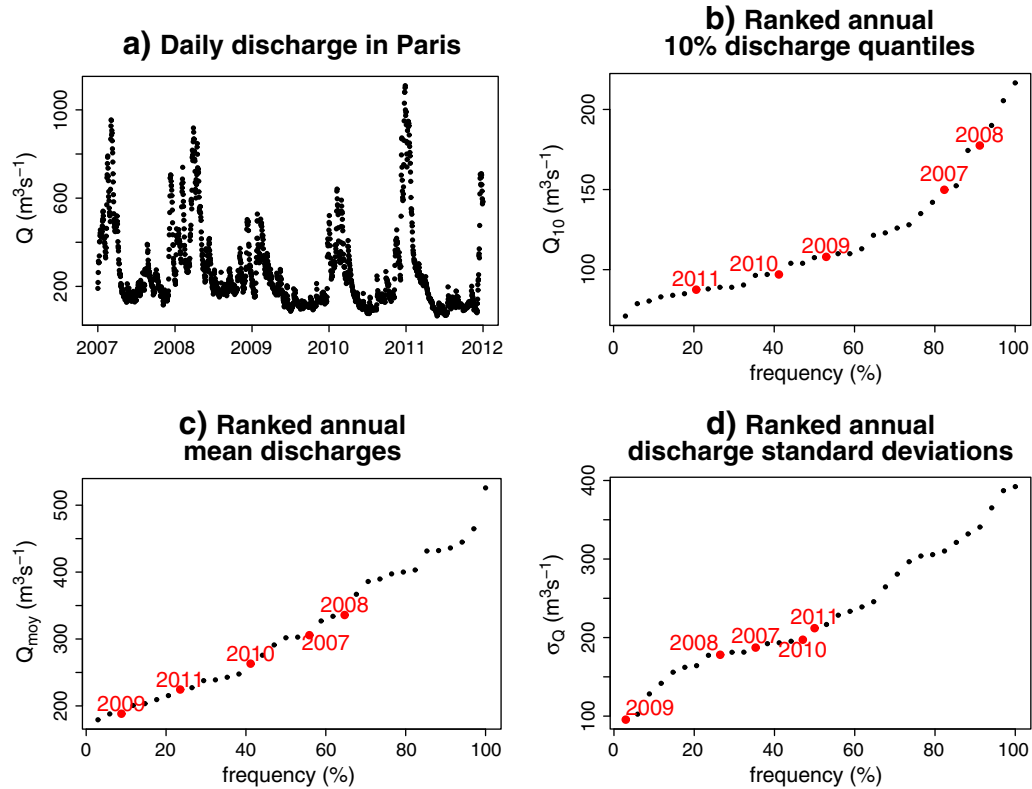 a) Daily discharge in Paris
Q (m³s⁻¹)
1000
600
200
2007 2008 2009 2010 2011 2012
b) Ranked annual
10% discharge quantiles
Q₁₀ (m³s⁻¹)
200
150
100
2008
2007
2009
2010
2011
0 20 40 60 80 100
frequency (%)
c) Ranked annual
mean discharges
Qmoy (m³s⁻¹)
500
400
300
200
2008
2007
2010
2011
2009
0 20 40 60 80 100
frequency (%)
d) Ranked annual
discharge standard deviations
σQ (m³s⁻¹)
400
300
200
100
2011
2008 2007
2010
2009
0 20 40 60 80 100
frequency (%)